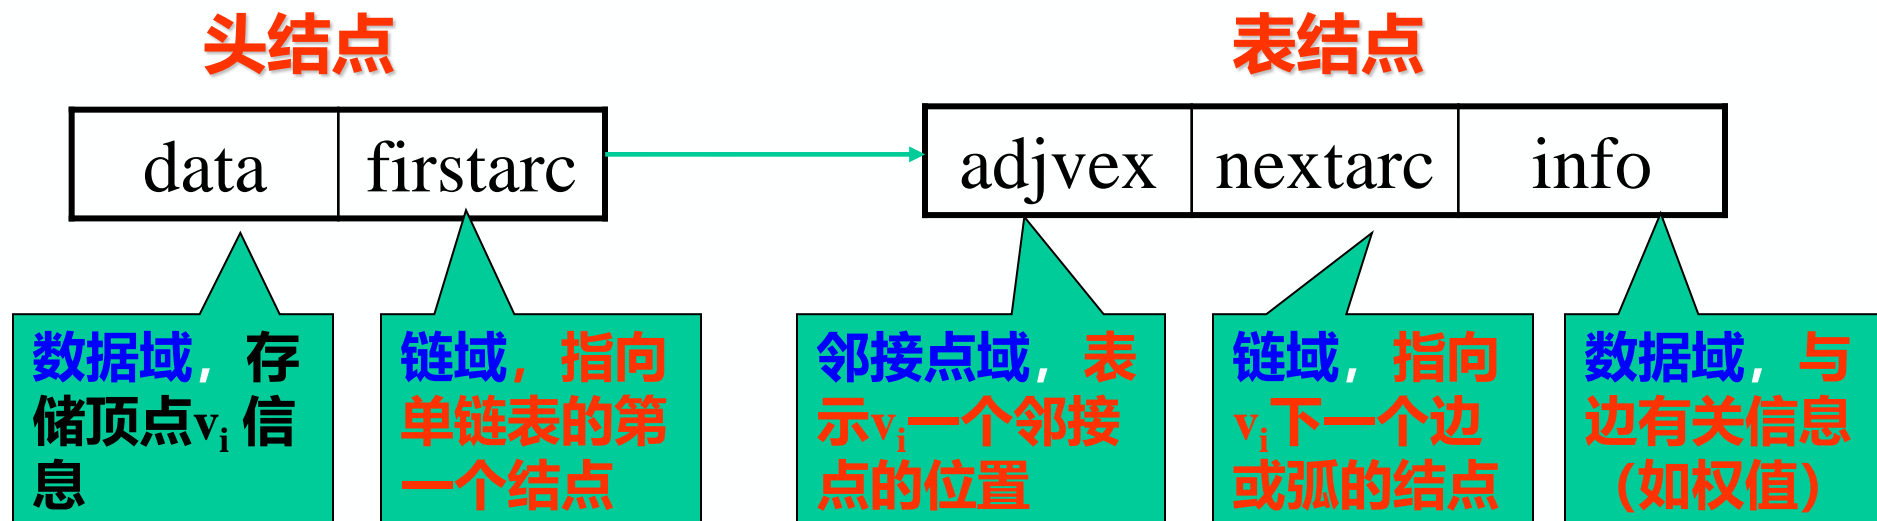 头结点
表结点
data
firstarc
adjvex
nextarc
info
数据域，存
储顶点vi 信
息
链域，指向
单链表的第
一个结点
邻接点域，表
示vi一个邻接
点的位置
链域，指向
vi下一个边
或弧的结点
数据域，与
边有关信息
（如权值）